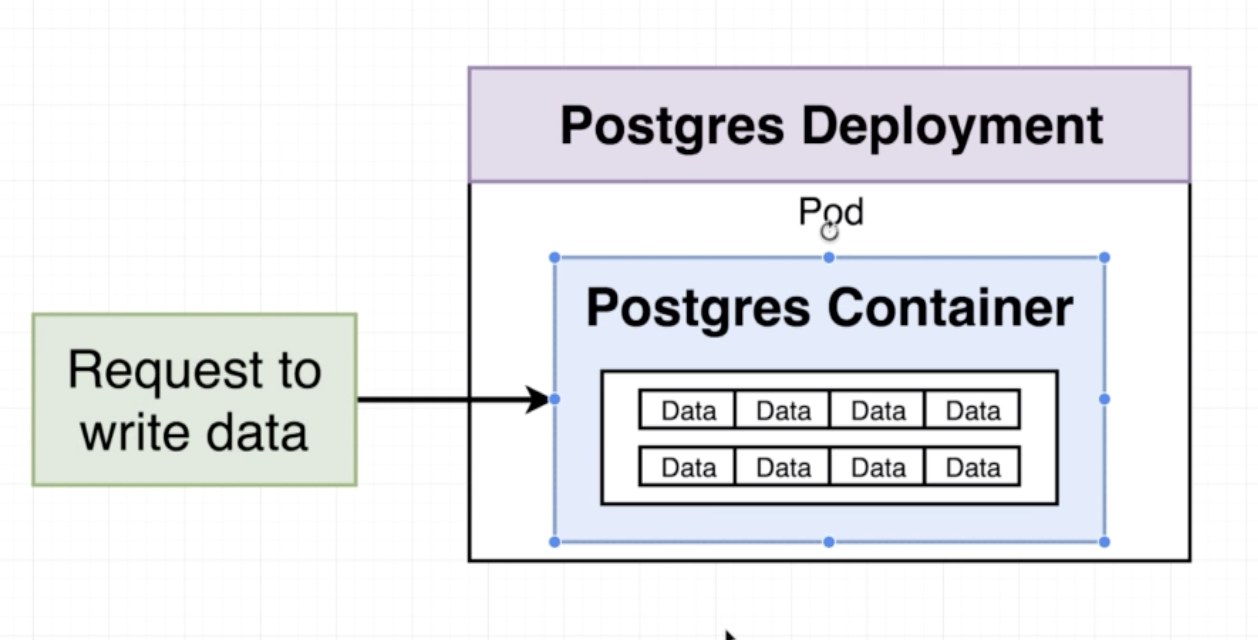 Postgres Deployment
Pod
Postgres Container
Request to
write data
Data Data Data Data
Data Data Data Data